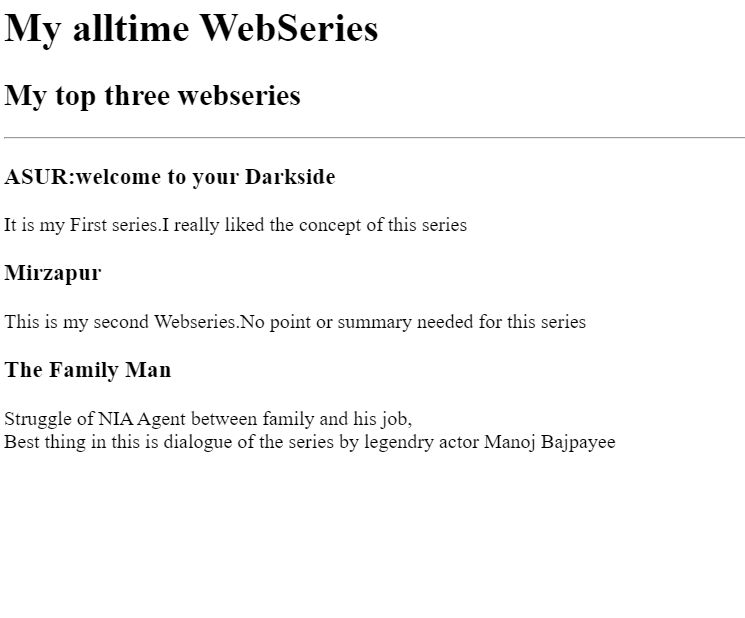 My alltime WebSeries
My top three webseries
ASUR:welcome to your Darkside
It is my First series.I really liked the concept of this series
Mirzapur
This is my second Webseries.No point or summary needed for this series
The Family Man
Struggle of NIA Agent between family and his job,
Best thing in this is dialogue of the series by legendry actor Manoj Bajpayee